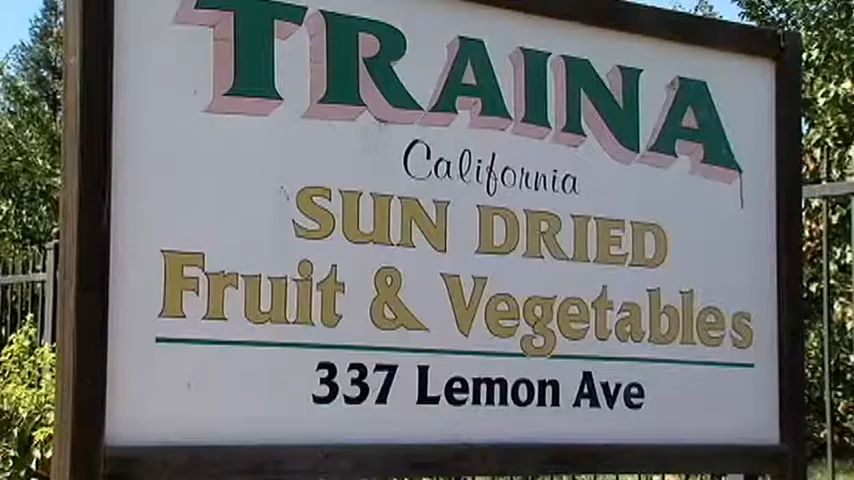 TRAINA
California
SUN DRIED
Fruit & Vegetables
337 Lemon Ave